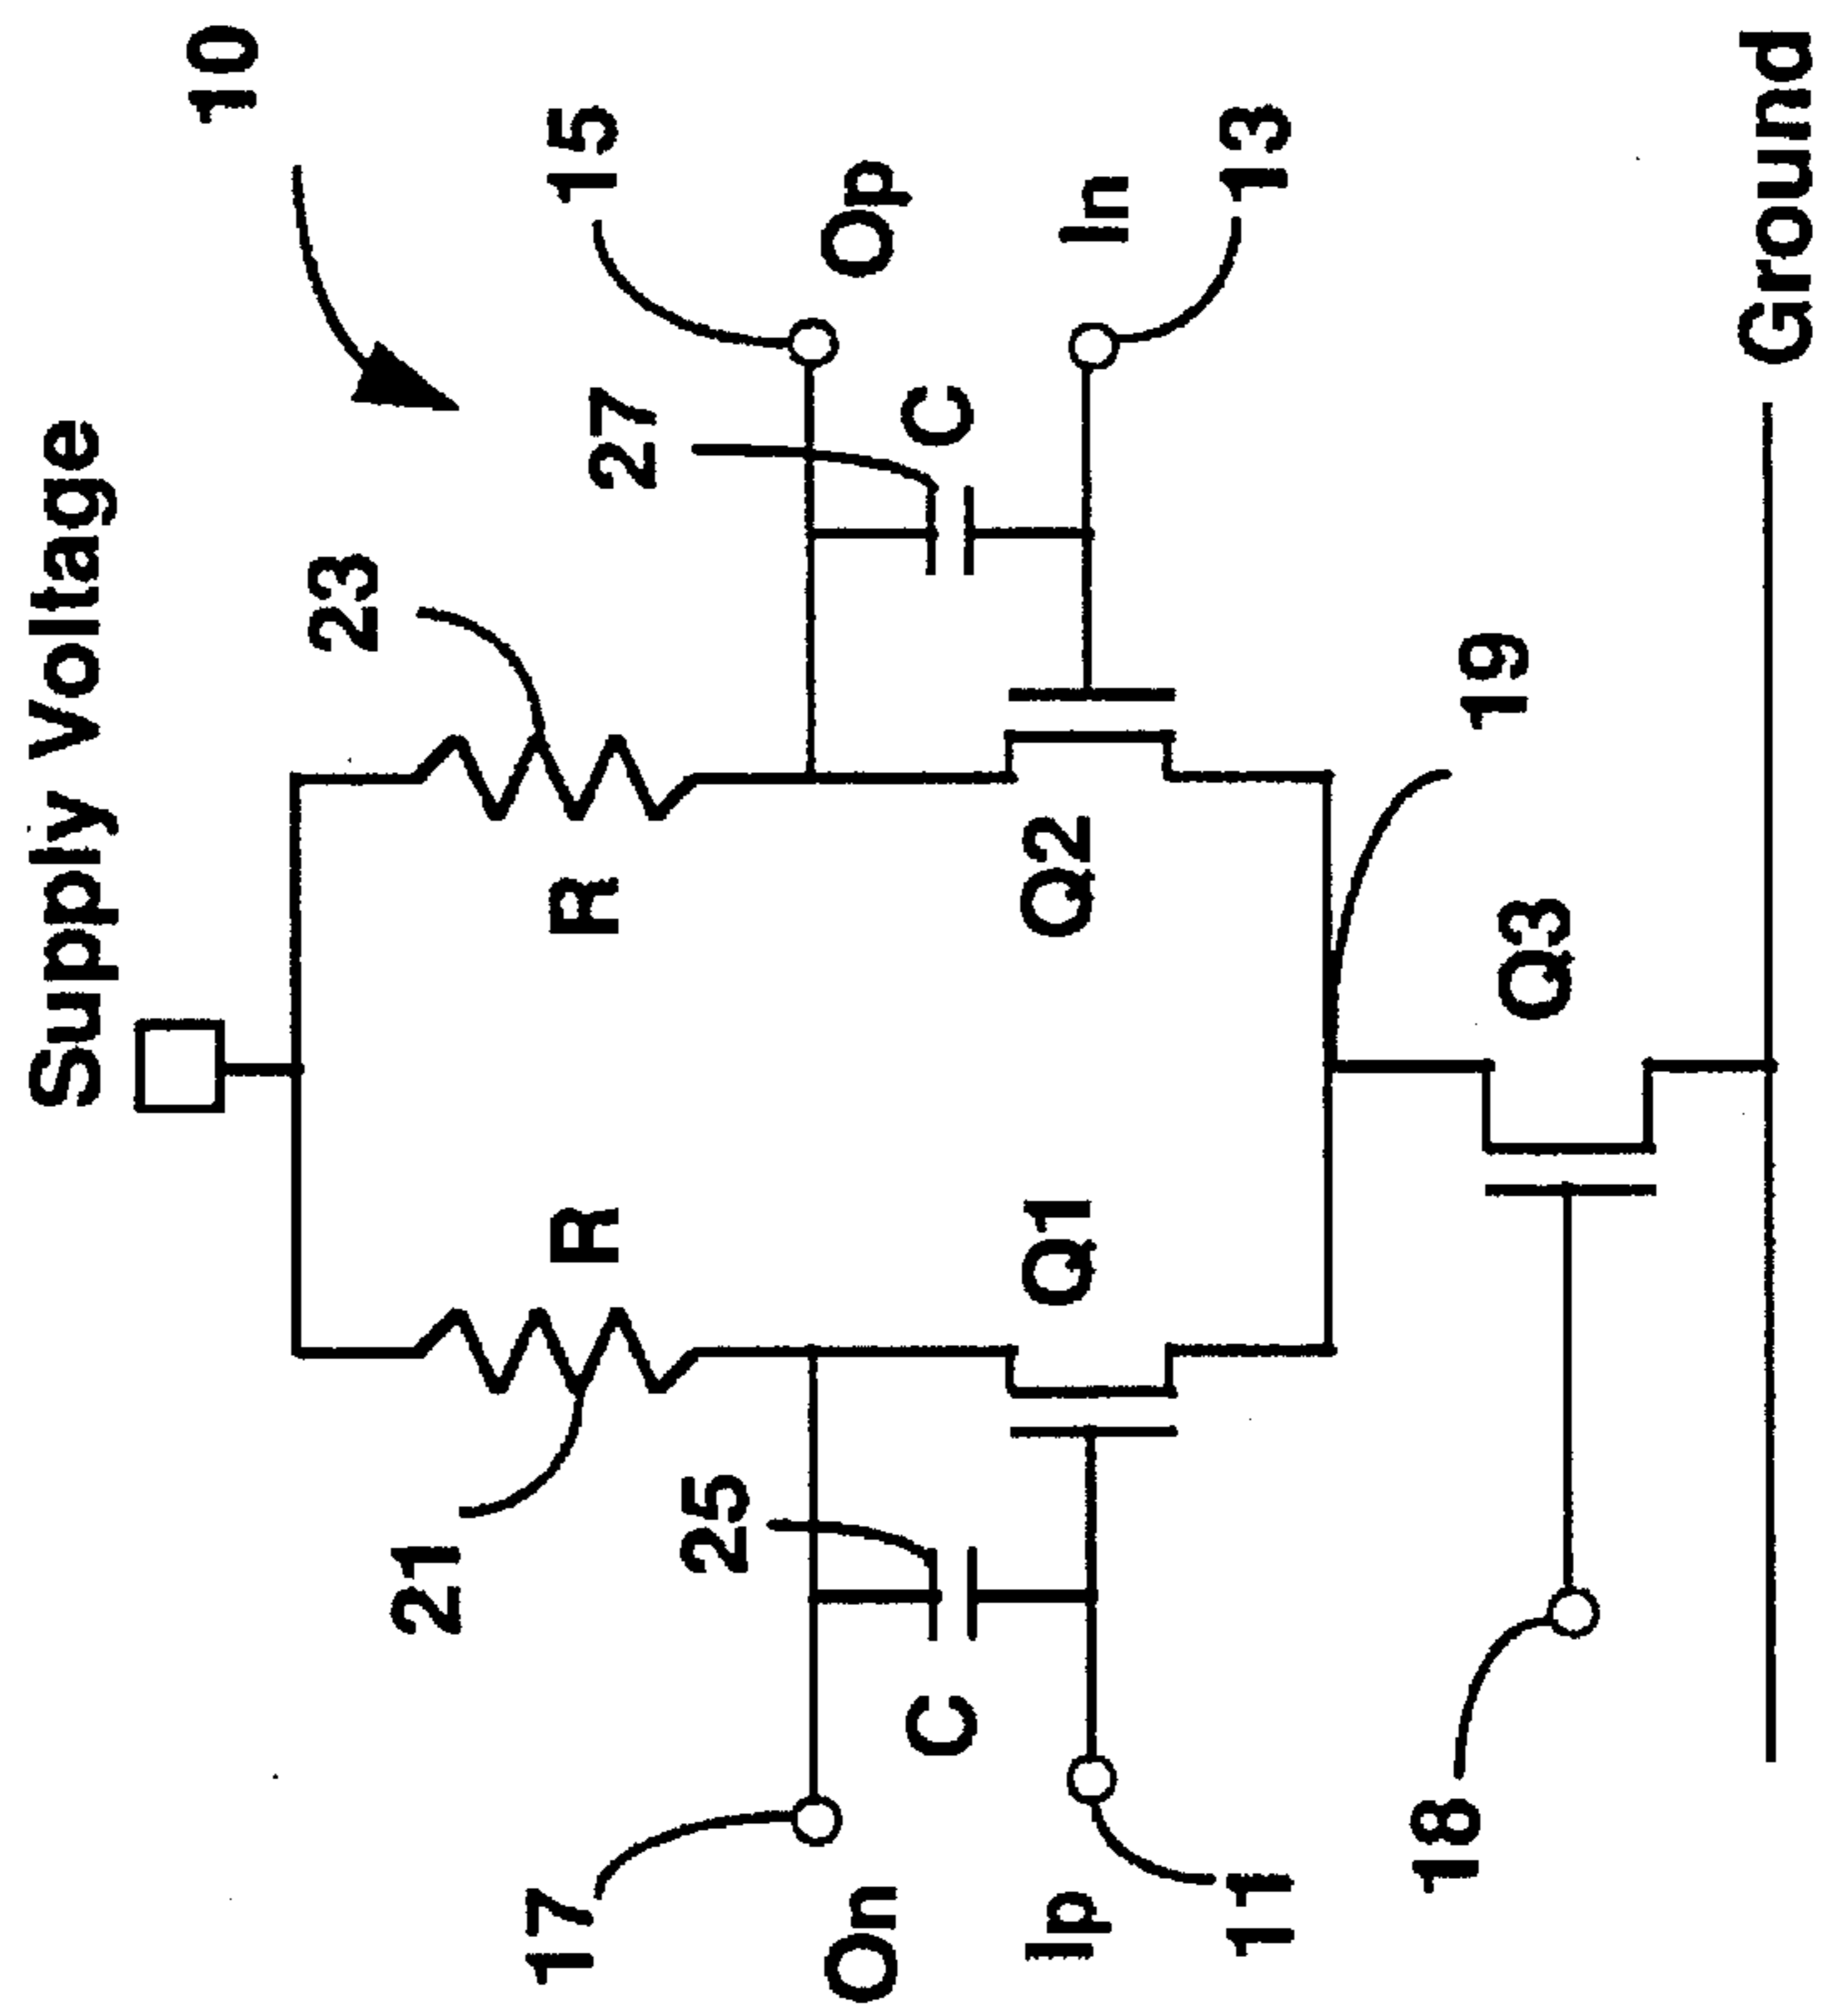 Supply Voltage
10
23
15
R
R
21
27
Op
17
25
C
On
C
In
Q1
Q2
13
Ip
11
19
Q3
18
Ground